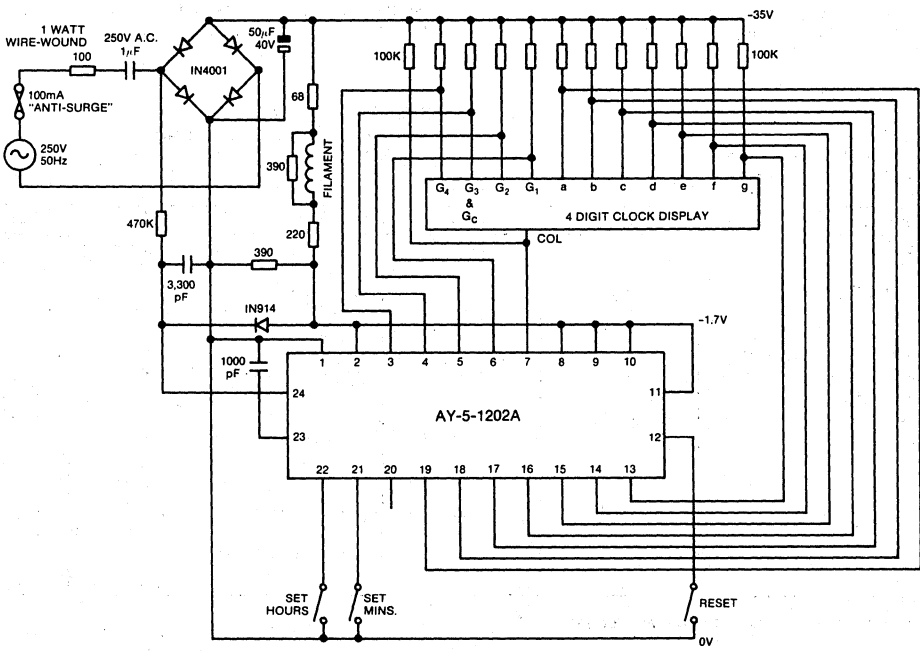 1 WATT
WIRE-WOUND
100
250V A.C.
1µF
IN4001
50µF
40V
-35V
100K
100K
100mA
"ANTI-SURGE"
250V
50Hz
68
390
FILAMENT
220
470K
3,300
pF
390
G4 G3 G2 G1 a b c d e f g
&
GC
4 DIGIT CLOCK DISPLAY
COL
IN914
-1.7V
1000
pF
1 2 3 4 5 6 7 8 9 10
24
11
AY-5-1202A
23
12
22 21 20 19 18 17 16 15 14 13
SET
HOURS
SET
MINS.
RESET
0V